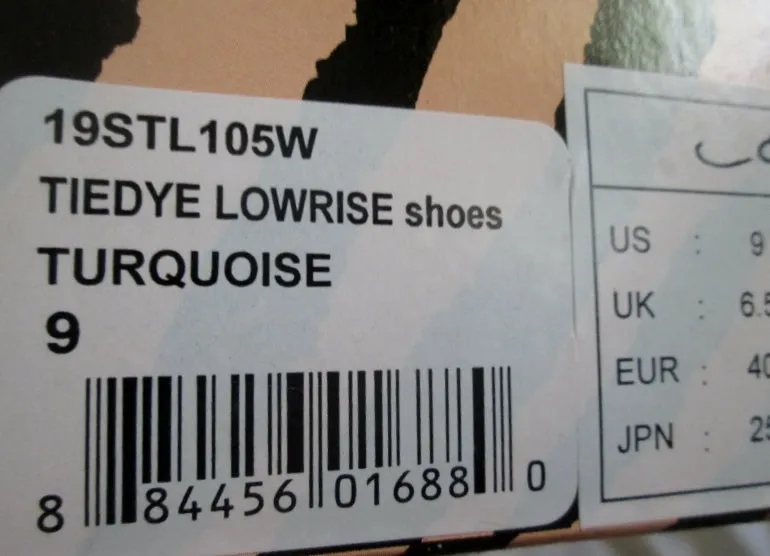 19STL105W
TIEDYE LOWRISE shoes
TURQUOISE
9
8 84456 01688 0
US : 9
UK : 6.5
EUR : 40
JPN : 25